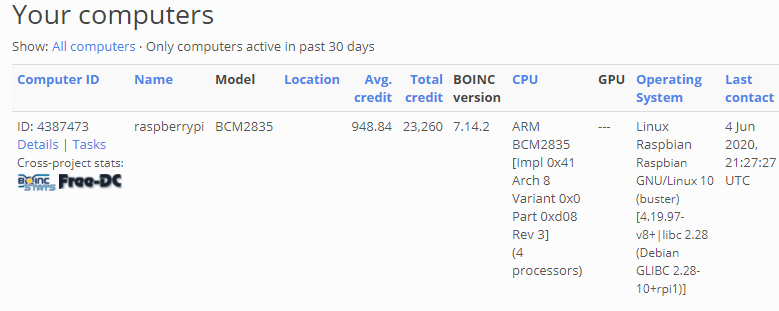 Your computers
Show: All computers · Only computers active in past 30 days
Computer ID Name Model Location Avg. credit Total credit BOINC version CPU GPU Operating System Last contact
ID: 4387473
Details | Tasks
Cross-project stats:
BOINC STATS Free-DC
raspberrypi
BCM2835
948.84
23,260
7.14.2
ARM
BCM2835
[Impl 0x41
Arch 8
Variant 0x0
Part 0xd08
Rev 3]
(4
processors)
---
Linux
Raspbian
Raspbian
GNU/Linux 10
(buster)
[4.19.97-
v8+|libc 2.28
(Debian
GLIBC 2.28-
10+rpi1)]
4 Jun
2020,
21:27:27
UTC